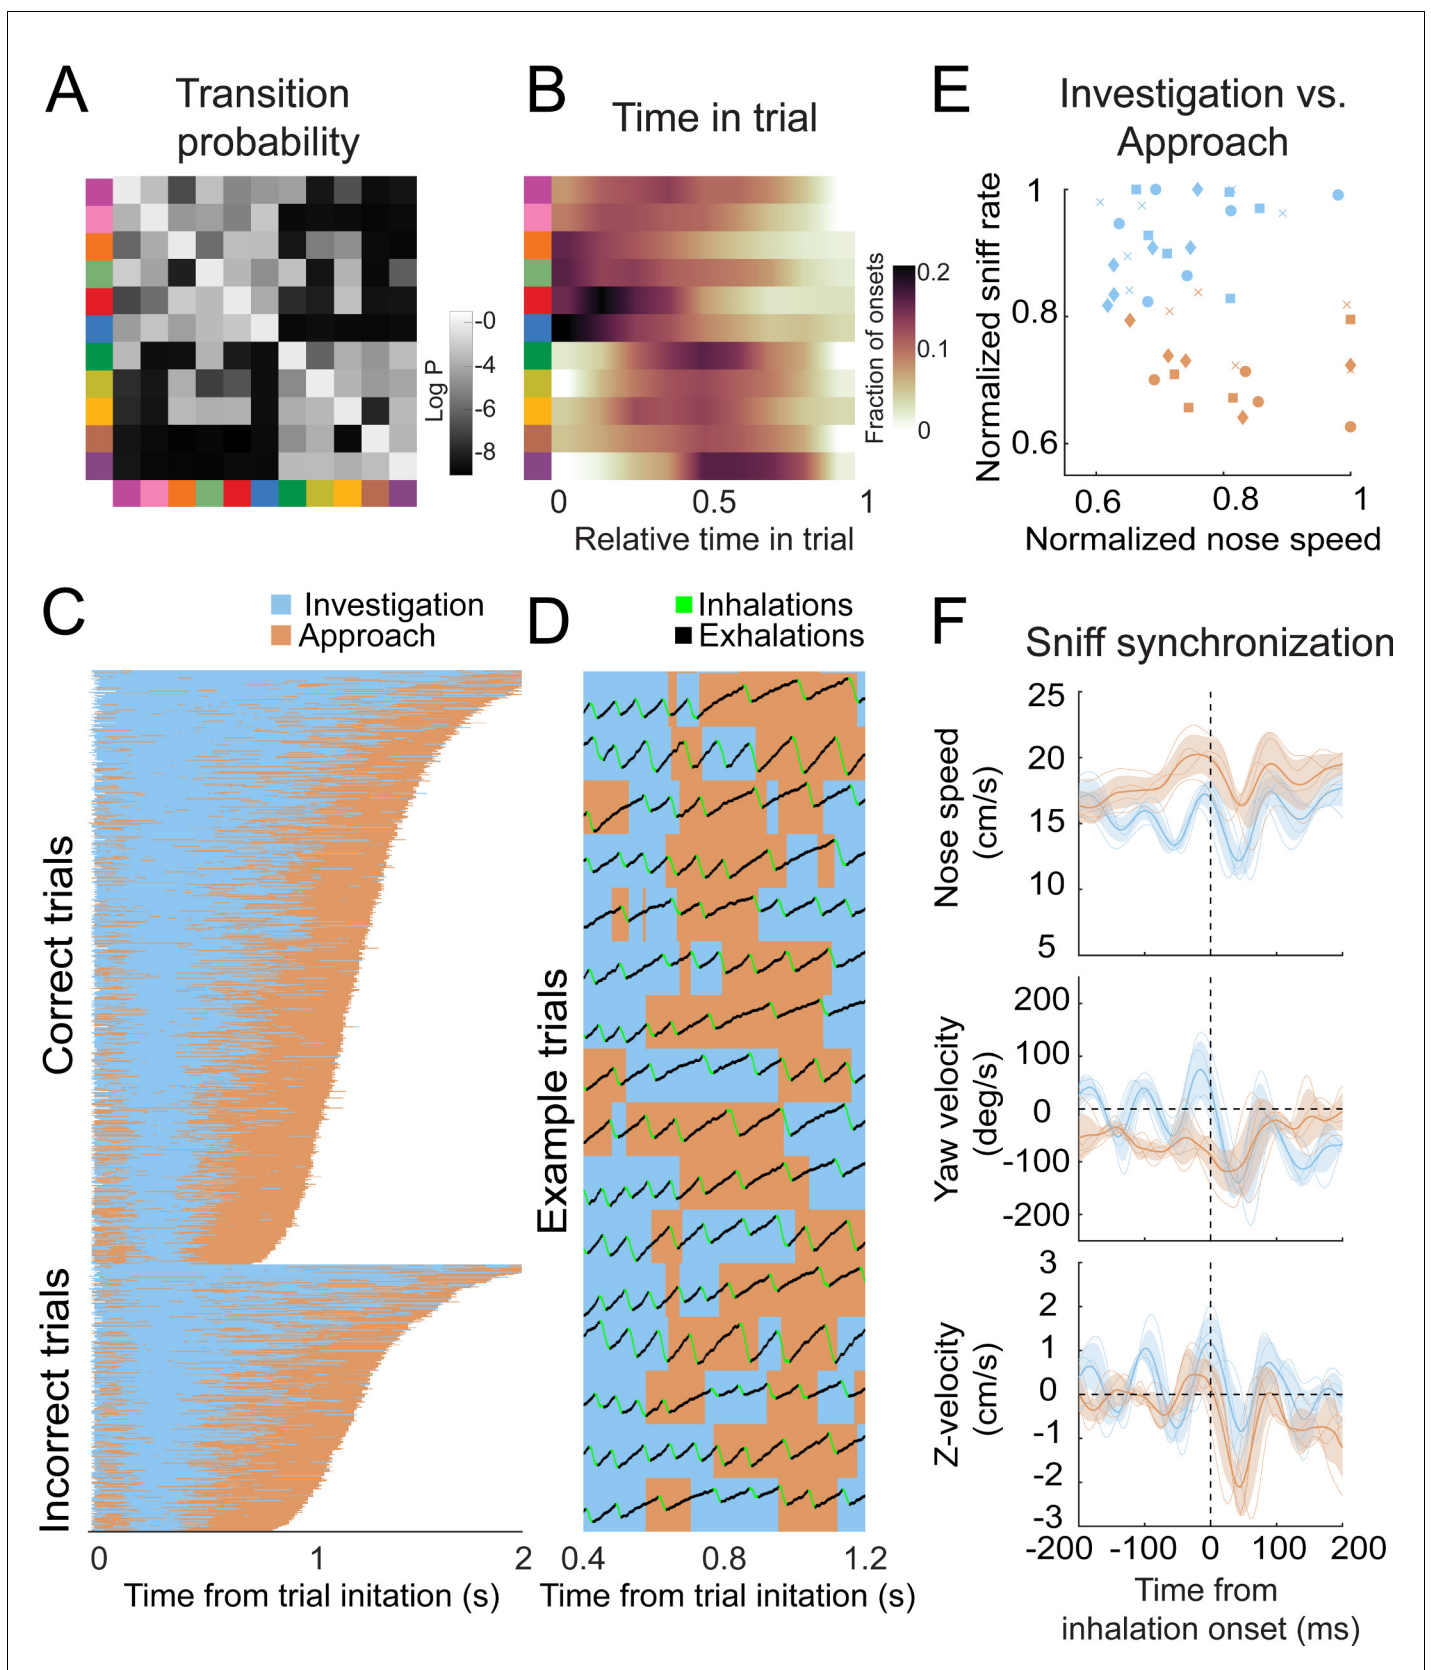 A
Transition
probability
-0
-4
-6
-8
Log P
B
Time in trial
0.2
0.1
0
Fraction of onsets
0
0.5
1
Relative time in trial
E
Investigation vs.
Approach
Normalized sniff rate
1
0.8
0.6
0.6
0.8
1
Normalized nose speed
C
Investigation
Approach
Correct trials
Incorrect trials
0
1
2
Time from trial initation (s)
D
Inhalations
Exhalations
Example trials
0.4
0.8
1.2
Time from trial initation (s)
F
Sniff synchronization
Nose speed
(cm/s)
25
20
15
10
5
Yaw velocity
(deg/s)
200
100
0
-100
-200
Z-velocity
(cm/s)
3
2
1
0
-1
-2
-3
-200
-100
0
100
200
Time from
inhalation onset (ms)